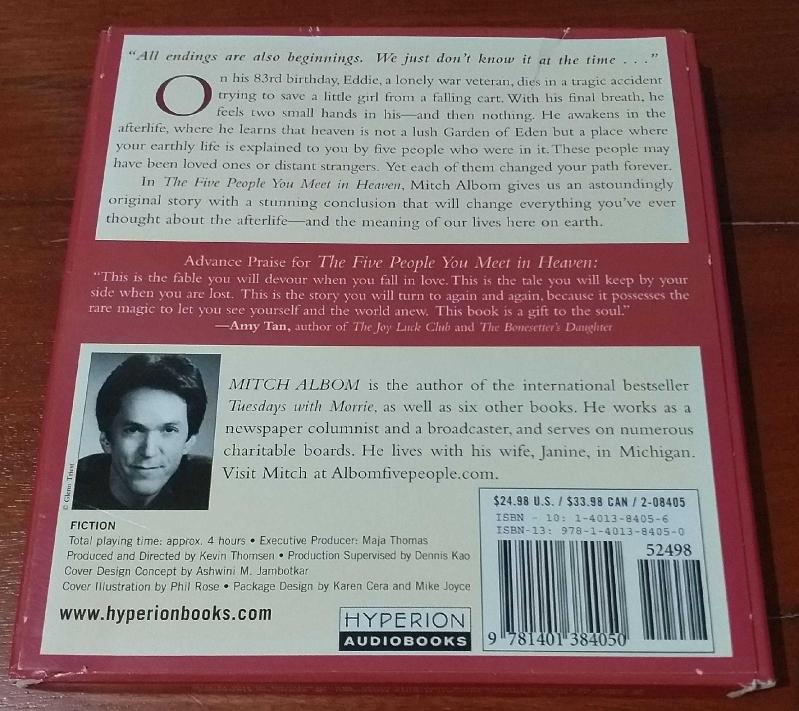 “All endings are also beginnings. We just don’t know it at the time . . .”
On his 83rd birthday, Eddie, a lonely war veteran, dies in a tragic accident
trying to save a little girl from a falling cart. With his final breath, he
feels two small hands in his—and then nothing. He awakens in the
afterlife, where he learns that heaven is not a lush Garden of Eden but a place where
your earthly life is explained to you by five people who were in it. These people may
have been loved ones or distant strangers. Yet each of them changed your path forever.
In The Five People You Meet in Heaven, Mitch Albom gives us an astoundingly
original story with a stunning conclusion that will change everything you’ve ever
thought about the afterlife—and the meaning of our lives here on earth.
Advance Praise for The Five People You Meet in Heaven:
“This is the fable you will devour when you fall in love. This is the tale you will keep by your
side when you are lost. This is the story you will turn to again and again, because it possesses the
rare magic to let you see yourself and the world anew. This book is a gift to the soul.”
—Amy Tan, author of The Joy Luck Club and The Bonesetter’s Daughter
MITCH ALBOM is the author of the international bestseller
Tuesdays with Morrie, as well as six other books. He works as a
newspaper columnist and a broadcaster, and serves on numerous
charitable boards. He lives with his wife, Janine, in Michigan.
Visit Mitch at Albomfivepeople.com.
© Glenn Triest
FICTION
Total playing time: approx. 4 hours • Executive Producer: Maja Thomas
Produced and Directed by Kevin Thomsen • Production Supervised by Dennis Kao
Cover Design Concept by Ashwini M. Jambotkar
Cover Illustration by Phil Rose • Package Design by Karen Cera and Mike Joyce
www.hyperionbooks.com
HYPERION
AUDIOBOOKS
$24.98 U.S. / $33.98 CAN / 2-08405
ISBN - 10: 1-4013-8405-6
ISBN-13: 978-1-4013-8405-0
52498
9 781401 384050